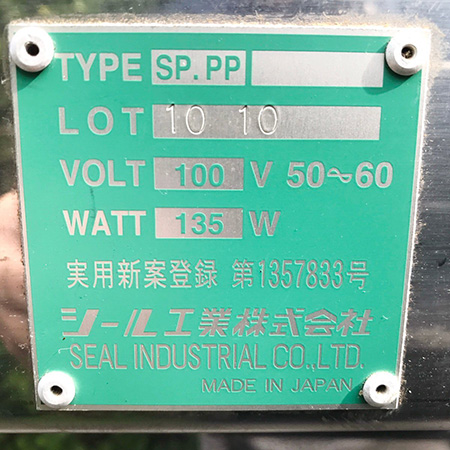 TYPE SP. PP
LOT 10 10
VOLT 100 V 50~60
WATT 135 W
実用新案登録 第1357833号
シール工業株式会社
SEAL INDUSTRIAL CO.,LTD.
MADE IN JAPAN